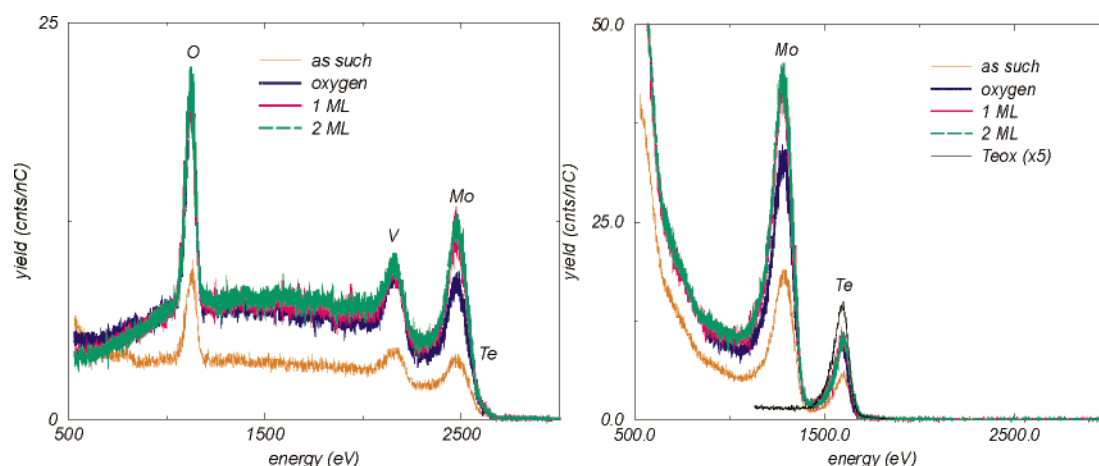 25
O
as such
oxygen
1 ML
2 ML
V
Mo
Te
yield (cnts/nC)
0
500
1500
2500
energy (eV)
50.0
Mo
as such
oxygen
1 ML
2 ML
Teox (x5)
25.0
Te
yield (cnts/nC)
0.0
500.0
1500.0
2500.0
energy (eV)